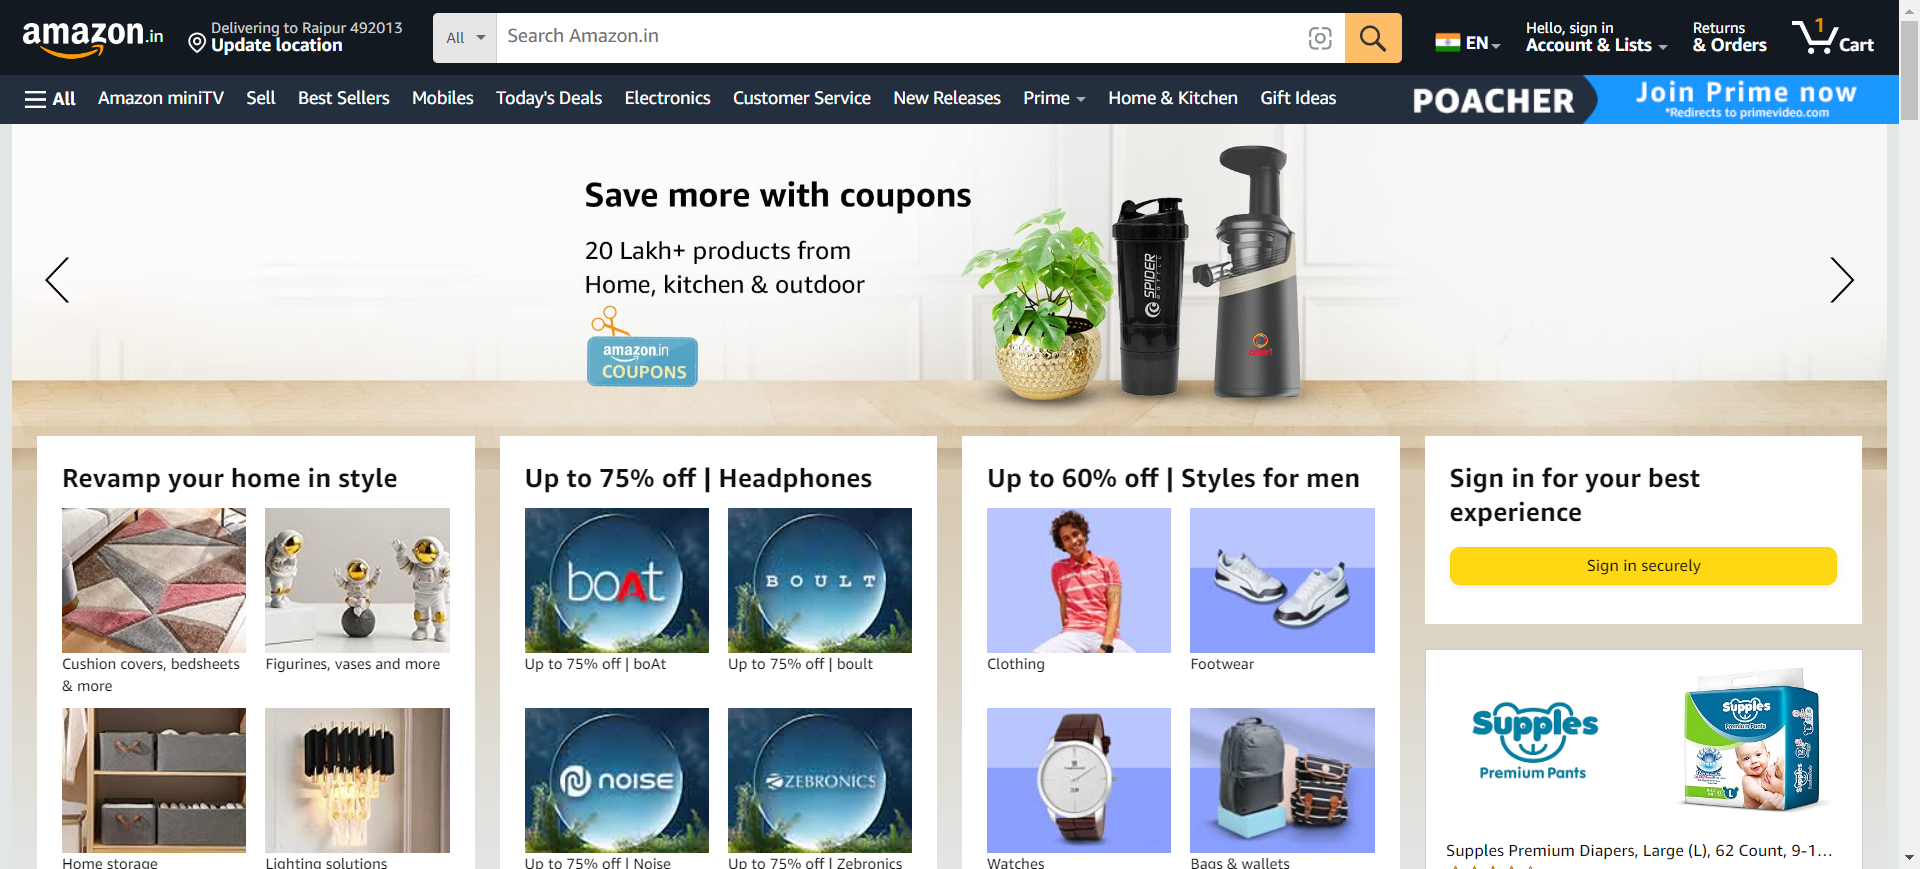 amazon.in
Delivering to Raipur 492013
Update location
All
Search Amazon.in
EN
Hello, sign in
Account & Lists
Returns
& Orders
1
Cart
All
Amazon miniTV
Sell
Best Sellers
Mobiles
Today's Deals
Electronics
Customer Service
New Releases
Prime
Home & Kitchen
Gift Ideas
POACHER
Join Prime now
*Redirects to primevideo.com
Save more with coupons
20 Lakh+ products from
Home, kitchen & outdoor
amazon.in
COUPONS
SPIDER
BOTTLE
Revamp your home in style
Cushion covers, bedsheets
& more
Figurines, vases and more
Home storage
Lighting solutions
Up to 75% off | Headphones
boAt
BOULT
Up to 75% off | boAt
Up to 75% off | boult
noise
ZEBRONICS
Up to 75% off | Noise
Up to 75% off | Zebronics
Up to 60% off | Styles for men
Clothing
Footwear
Watches
Bags & wallets
Sign in for your best
experience
Sign in securely
Supples
Premium Pants
Supples
Premium Pants
L
Supples Premium Diapers, Large (L), 62 Count, 9-1...